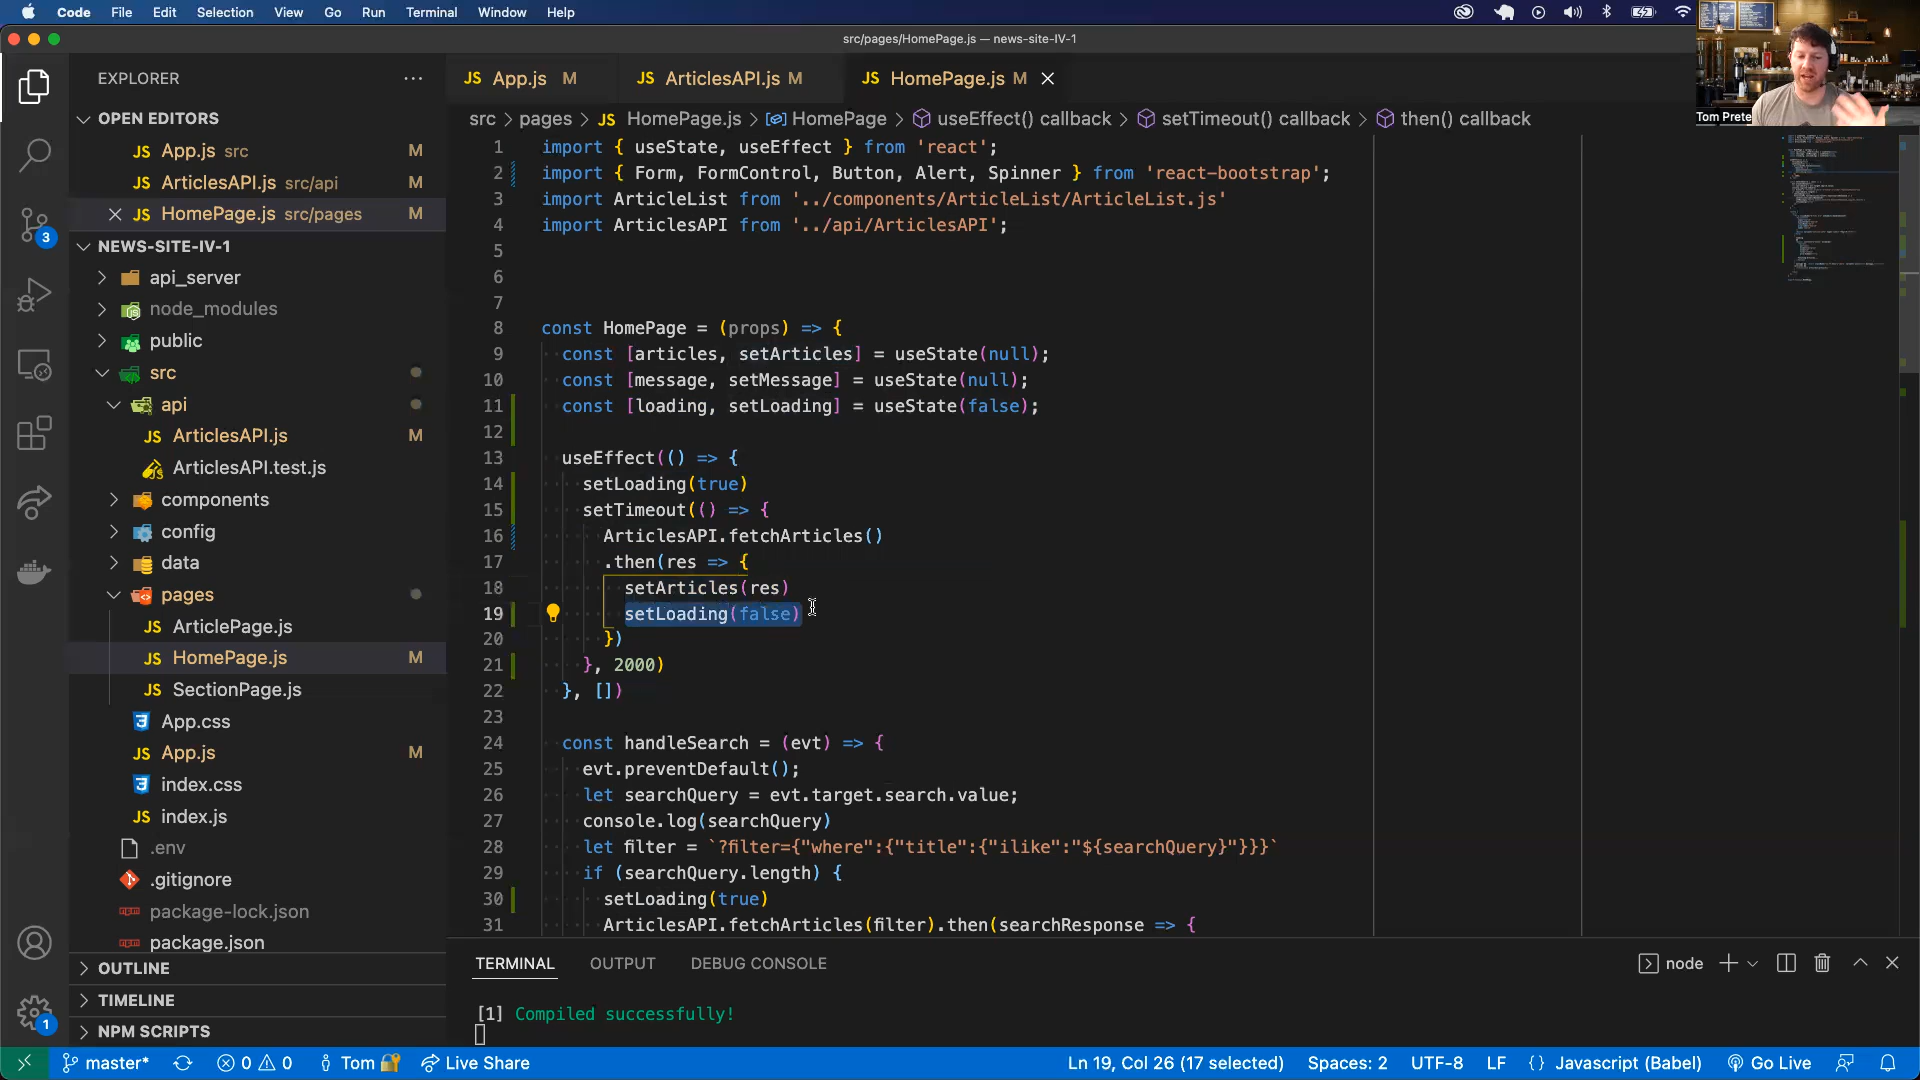 Code File Edit Selection View Go Run Terminal Window Help
src/pages/HomePage.js — news-site-IV-1
Tom Prete
EXPLORER
OPEN EDITORS
JS App.js src M
JS ArticlesAPI.js src/api M
JS HomePage.js src/pages M
NEWS-SITE-IV-1
api_server
node_modules
public
src
api
JS ArticlesAPI.js M
ArticlesAPI.test.js
components
config
data
pages
JS ArticlePage.js
JS HomePage.js M
JS SectionPage.js
App.css
JS App.js M
index.css
JS index.js
.env
.gitignore
package-lock.json
package.json
OUTLINE
TIMELINE
NPM SCRIPTS
3
1
JS App.js M JS ArticlesAPI.js M JS HomePage.js M
src > pages > JS HomePage.js > HomePage > useEffect() callback > setTimeout() callback > then() callback
1 import { useState, useEffect } from 'react';
2 import { Form, FormControl, Button, Alert, Spinner } from 'react-bootstrap';
3 import ArticleList from '../components/ArticleList/ArticleList.js'
4 import ArticlesAPI from '../api/ArticlesAPI';
5
6
7
8 const HomePage = (props) => {
9 const [articles, setArticles] = useState(null);
10 const [message, setMessage] = useState(null);
11 const [loading, setLoading] = useState(false);
12
13 useEffect(() => {
14 setLoading(true)
15 setTimeout(() => {
16 ArticlesAPI.fetchArticles()
17 .then(res => {
18 setArticles(res)
19 setLoading(false)
20 })
21 }, 2000)
22 }, [])
23
24 const handleSearch = (evt) => {
25 evt.preventDefault();
26 let searchQuery = evt.target.search.value;
27 console.log(searchQuery)
28 let filter = `?filter={"where":{"title":{"ilike":"${searchQuery}"}}}`
29 if (searchQuery.length) {
30 setLoading(true)
31 ArticlesAPI.fetchArticles(filter).then(searchResponse => {
TERMINAL OUTPUT DEBUG CONSOLE node
[1] Compiled successfully!
master* 0 0 Tom Live Share Ln 19, Col 26 (17 selected) Spaces: 2 UTF-8 LF {} Javascript (Babel) Go Live